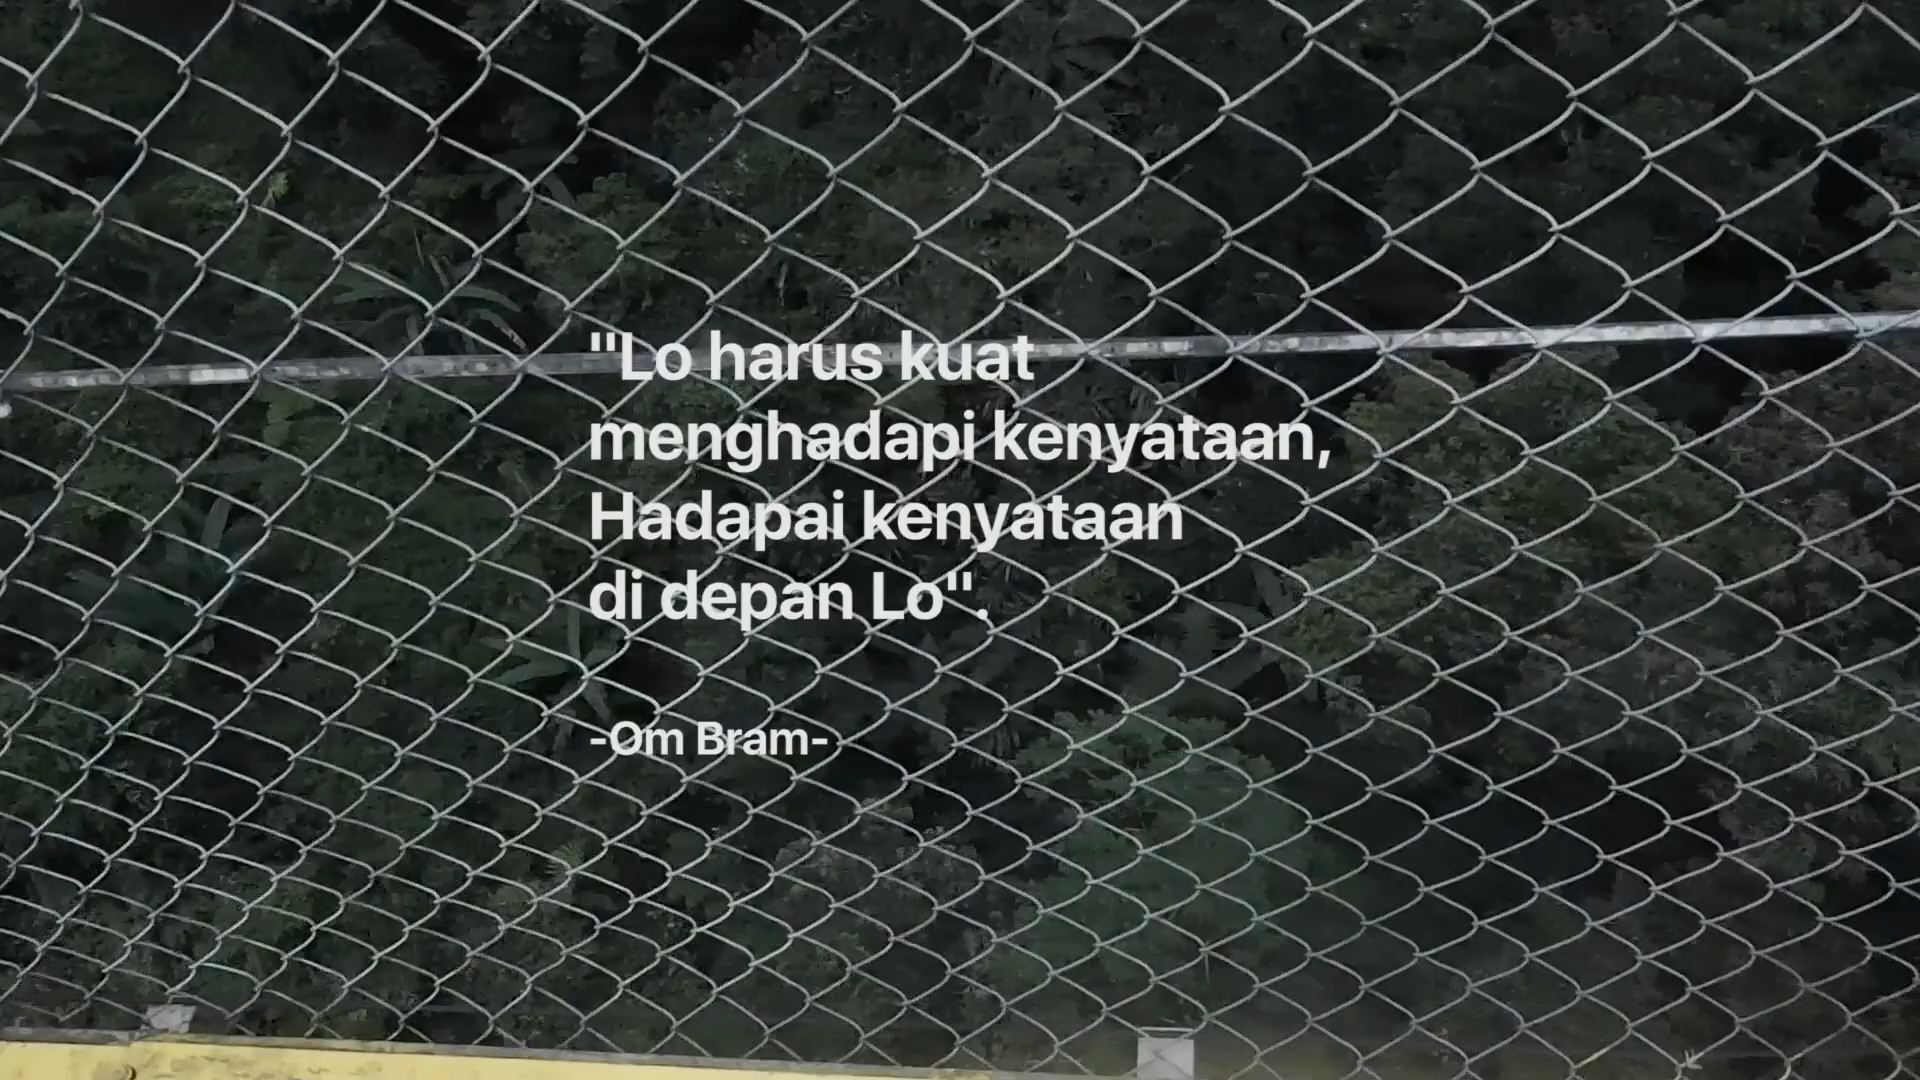 "Lo harus kuat
menghadapi kenyataan,
Hadapai kenyataan
di depan Lo".
-Om Bram-